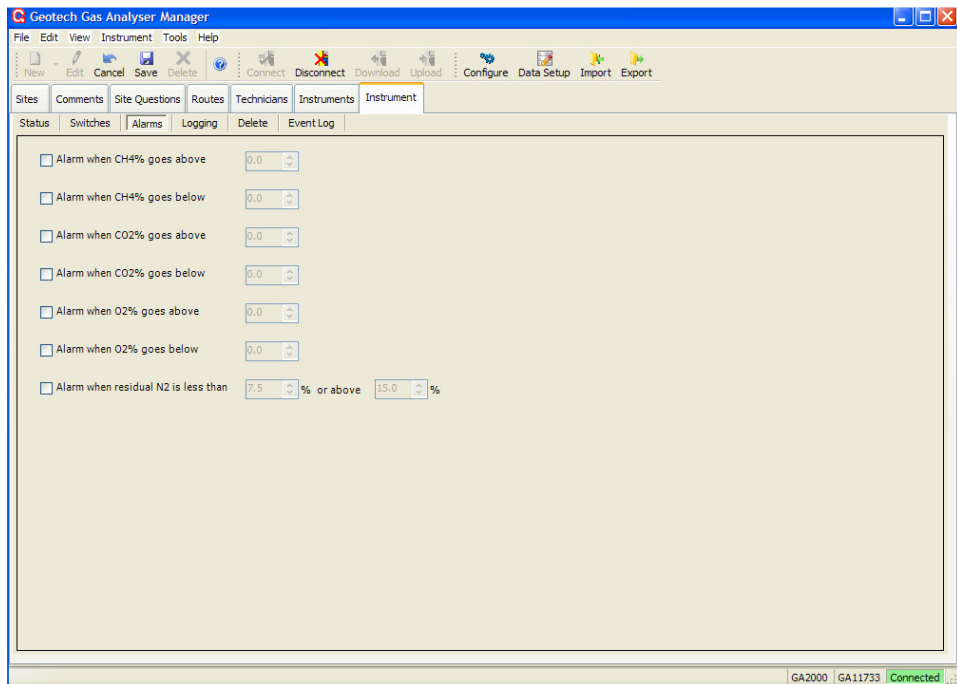 Geotech Gas Analyser Manager
File Edit View Instrument Tools Help
New Edit Cancel Save Delete Connect Disconnect Download Upload Configure Data Setup Import Export
Sites Comments Site Questions Routes Technicians Instruments Instrument
Status Switches Alarms Logging Delete Event Log
Alarm when CH4% goes above 0.0
Alarm when CH4% goes below 0.0
Alarm when CO2% goes above 0.0
Alarm when CO2% goes below 0.0
Alarm when O2% goes above 0.0
Alarm when O2% goes below 0.0
Alarm when residual N2 is less than 7.5 % or above 15.0 %
GA2000 GA11733 Connected